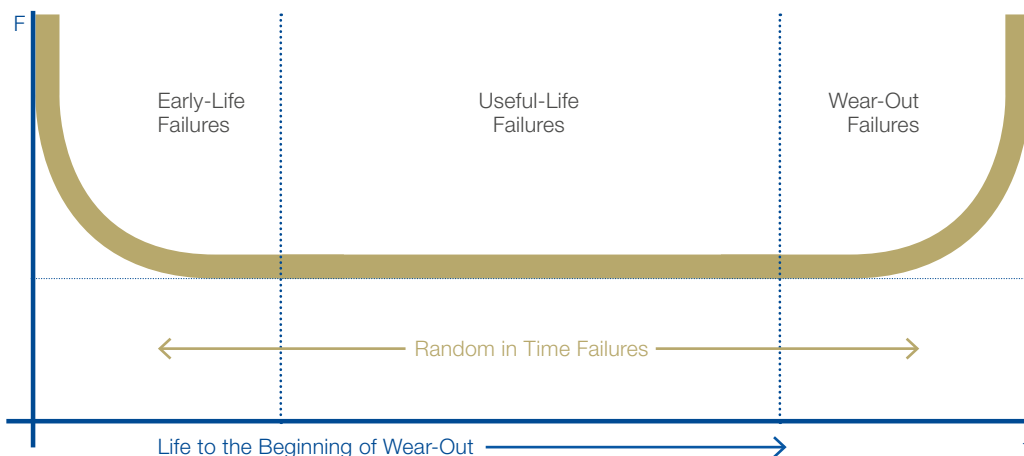 F
Early-Life
Failures
Useful-Life
Failures
Wear-Out
Failures
Random in Time Failures
Life to the Beginning of Wear-Out